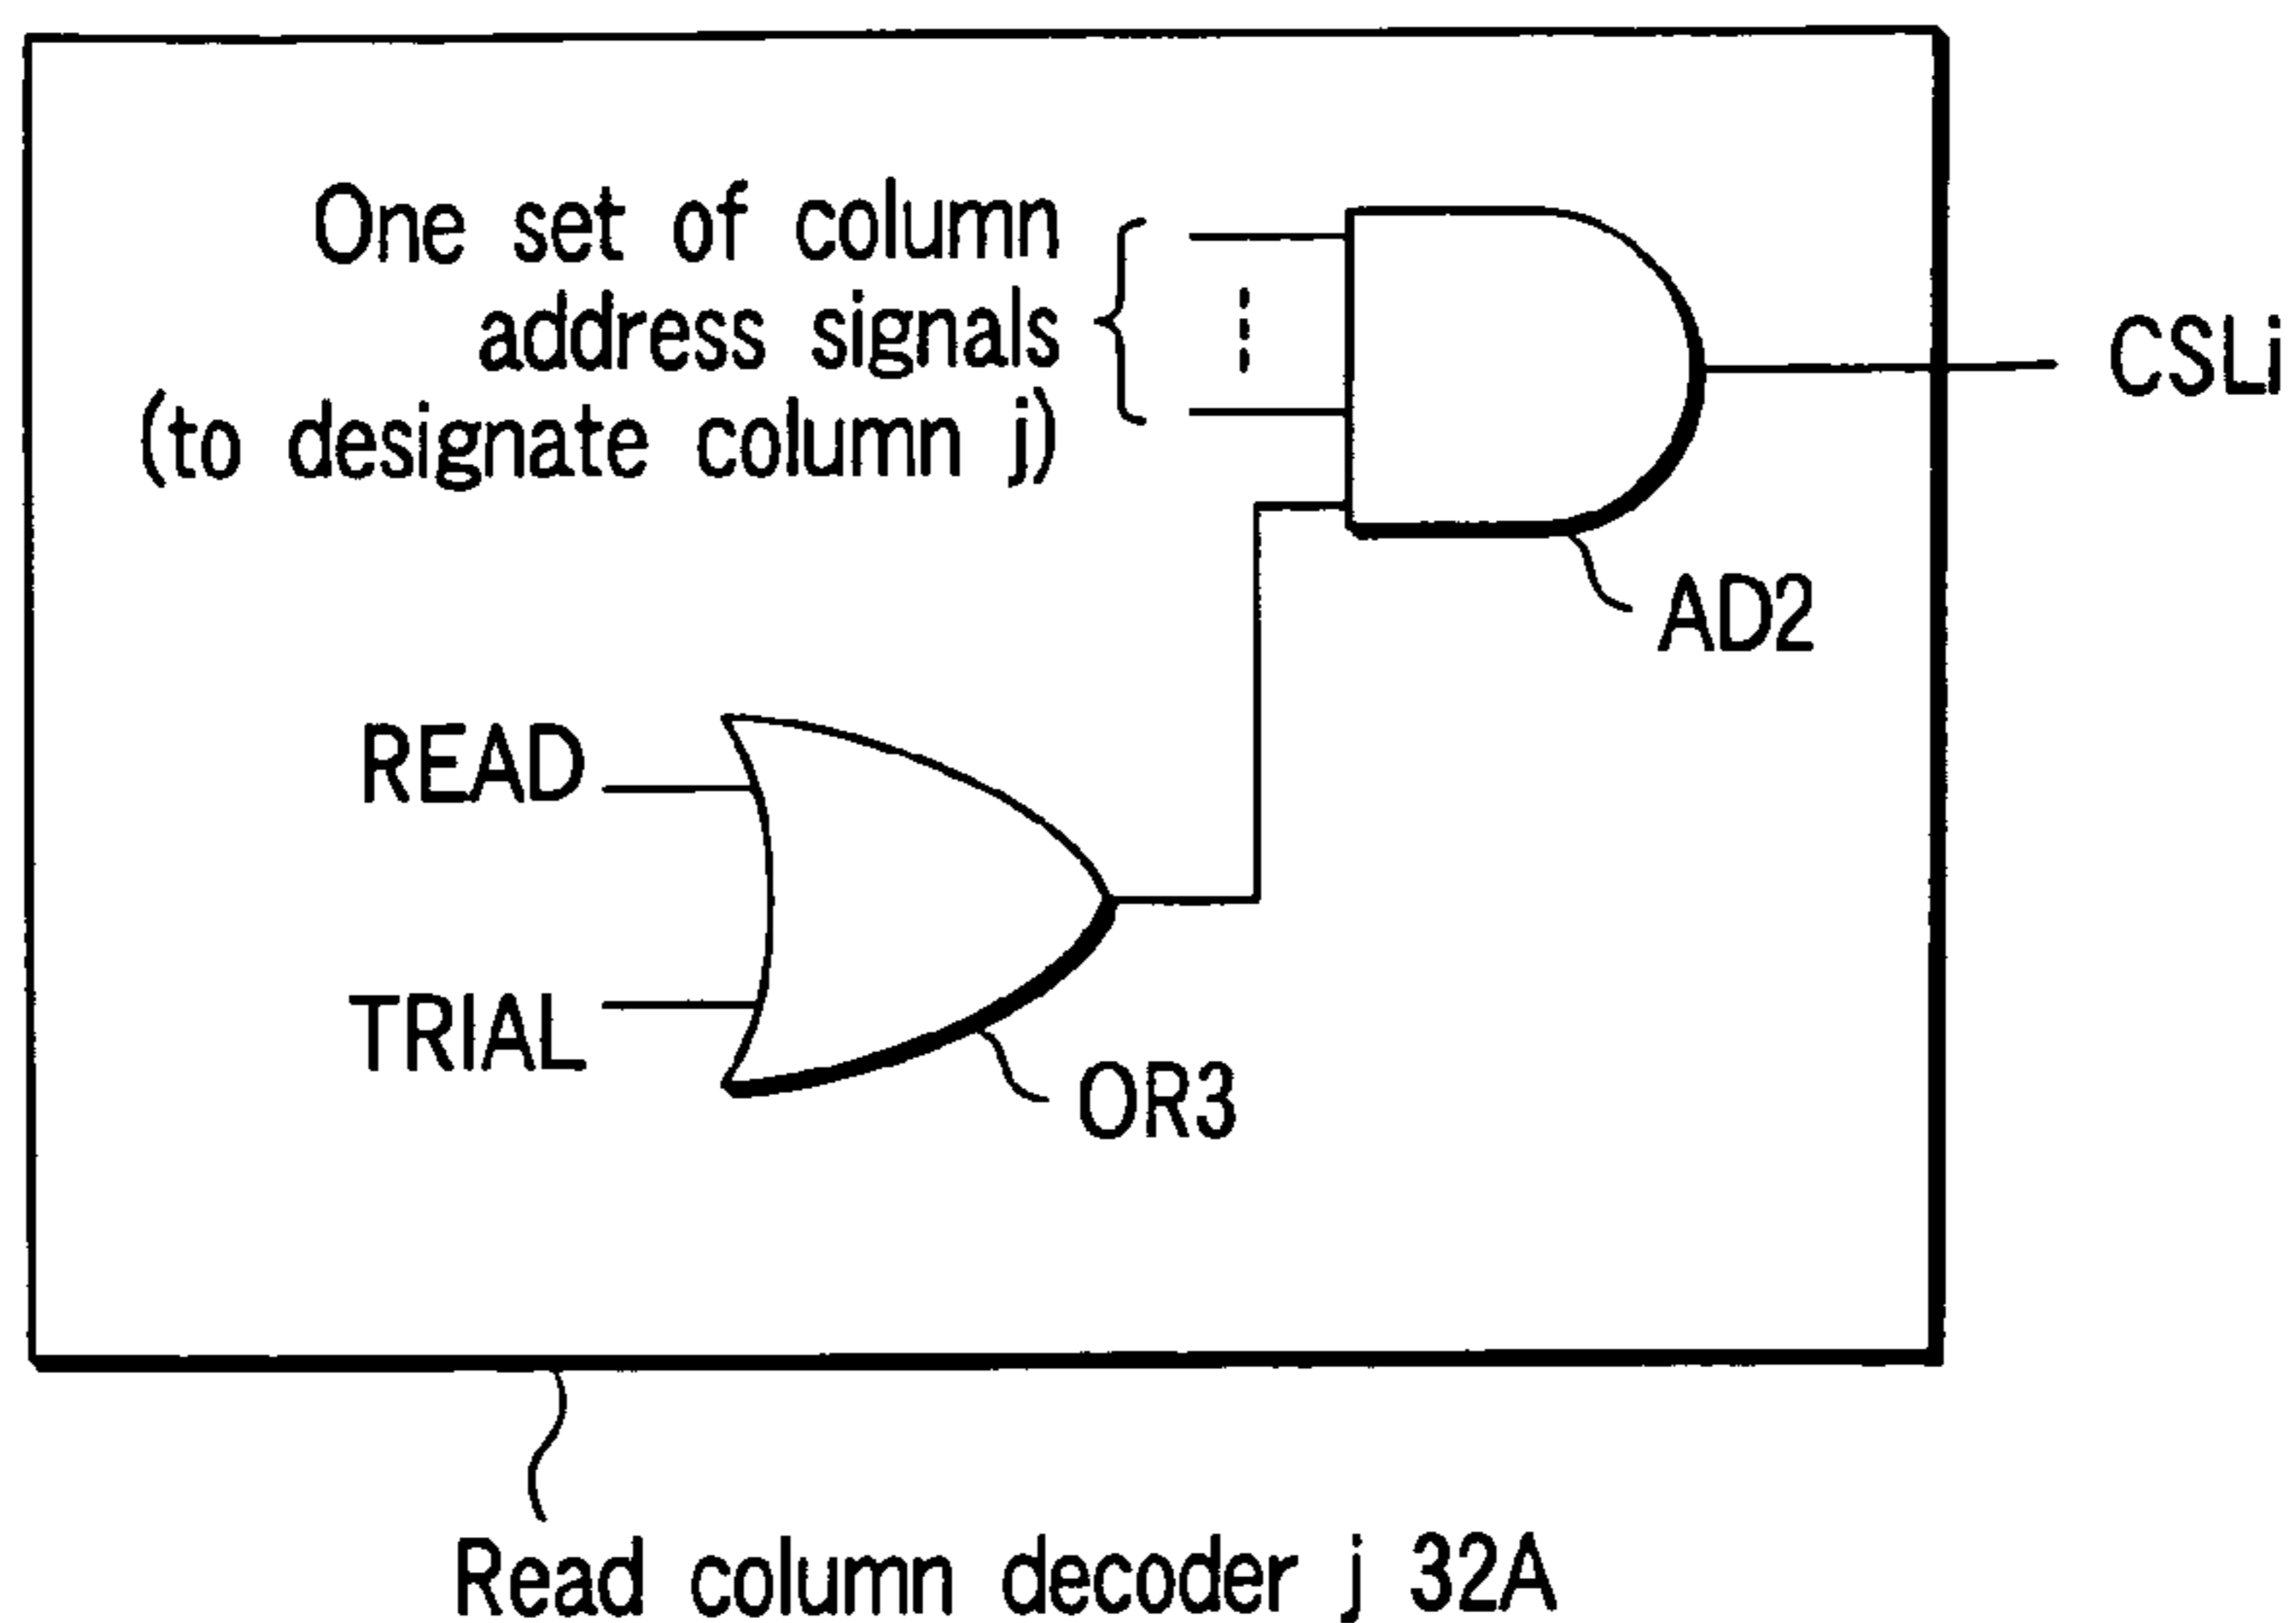 One set of column
address signals
(to designate column j)
CSLi
AD2
READ
TRIAL
OR3
Read column decoder j 32A